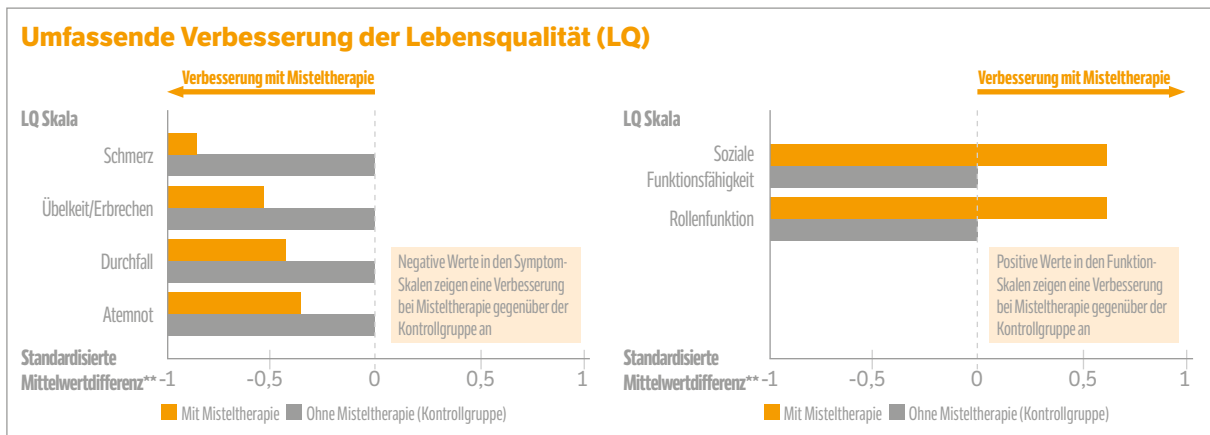 Umfassende Verbesserung der Lebensqualität (LQ)
Verbesserung mit Misteltherapie
LQ Skala
Schmerz
Übelkeit/Erbrechen
Durchfall
Atemnot
Negative Werte in den Symptom-
Skalen zeigen eine Verbesserung
bei Misteltherapie gegenüber der
Kontrollgruppe an
Standardisierte
Mittelwertdifferenz**
-1 -0,5 0 0,5 1
Mit Misteltherapie Ohne Misteltherapie (Kontrollgruppe)
Verbesserung mit Misteltherapie
LQ Skala
Soziale
Funktionsfähigkeit
Rollenfunktion
Positive Werte in den Funktion-
Skalen zeigen eine Verbesserung
bei Misteltherapie gegenüber der
Kontrollgruppe an
Standardisierte
Mittelwertdifferenz**
-1 -0,5 0 0,5 1
Mit Misteltherapie Ohne Misteltherapie (Kontrollgruppe)